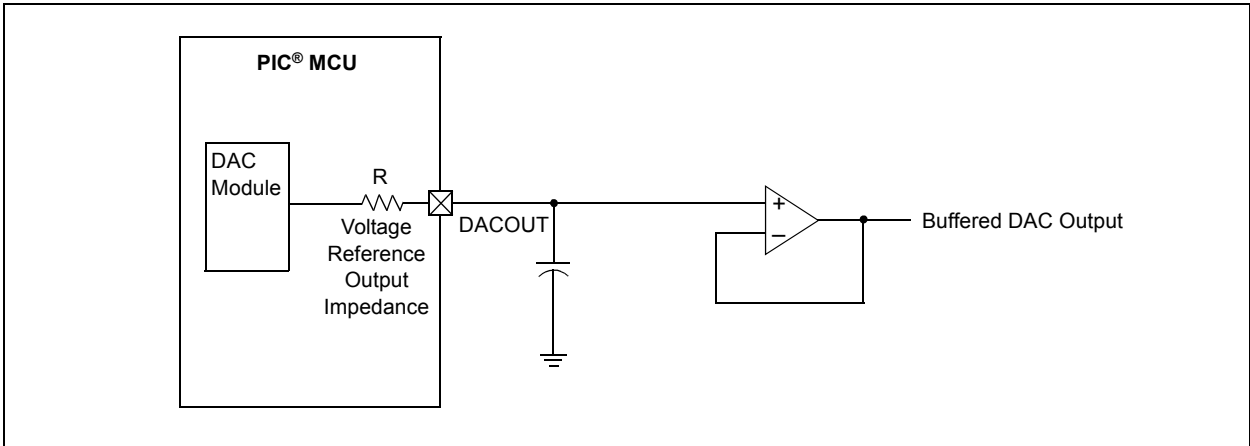 PIC® MCU
DAC
Module
R
Voltage
Reference
Output
Impedance
DACOUT
+
–
Buffered DAC Output